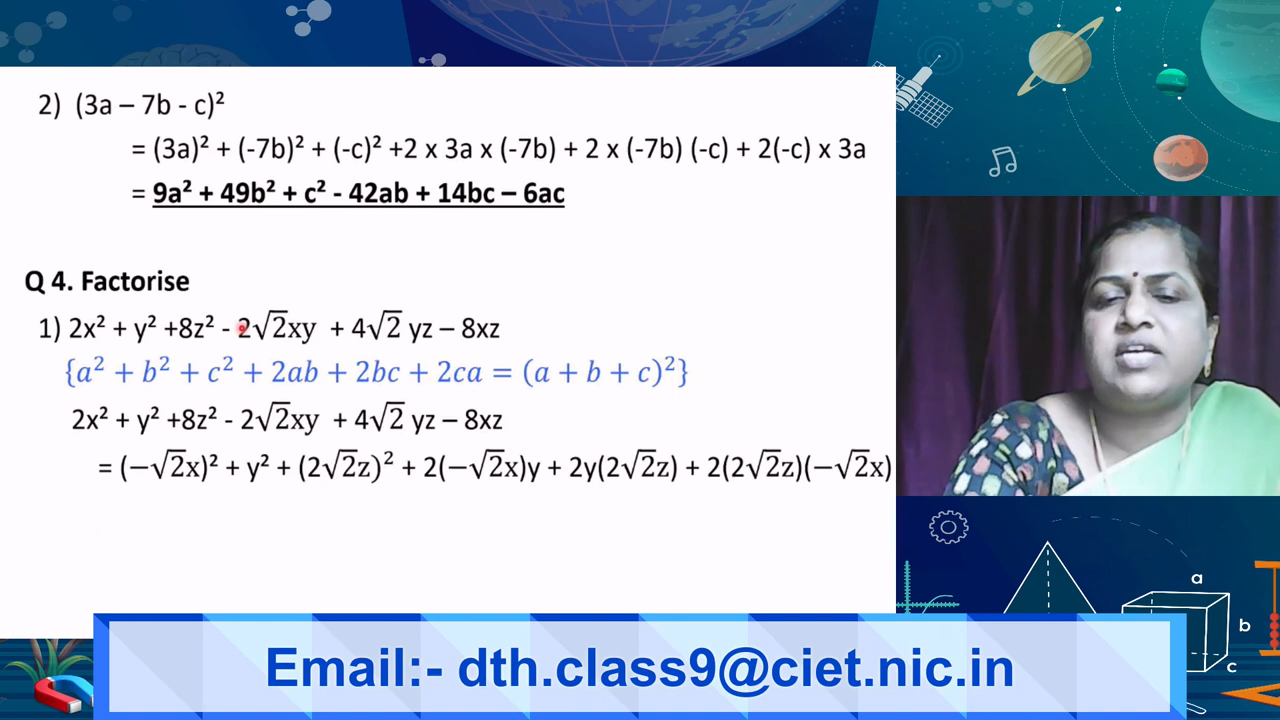 2) (3a – 7b - c)²
= (3a)² + (-7b)² + (-c)² +2 x 3a x (-7b) + 2 x (-7b) (-c) + 2(-c) x 3a
= 9a² + 49b² + c² - 42ab + 14bc – 6ac
Q 4. Factorise
1) 2x² + y² +8z² - 2√2xy + 4√2 yz – 8xz
{a² + b² + c² + 2ab + 2bc + 2ca = (a + b + c)²}
2x² + y² +8z² - 2√2xy + 4√2 yz – 8xz
= (−√2x)² + y² + (2√2z)² + 2(−√2x)y + 2y(2√2z) + 2(2√2z)(−√2x)
a
b
c
Email:- dth.class9@ciet.nic.in